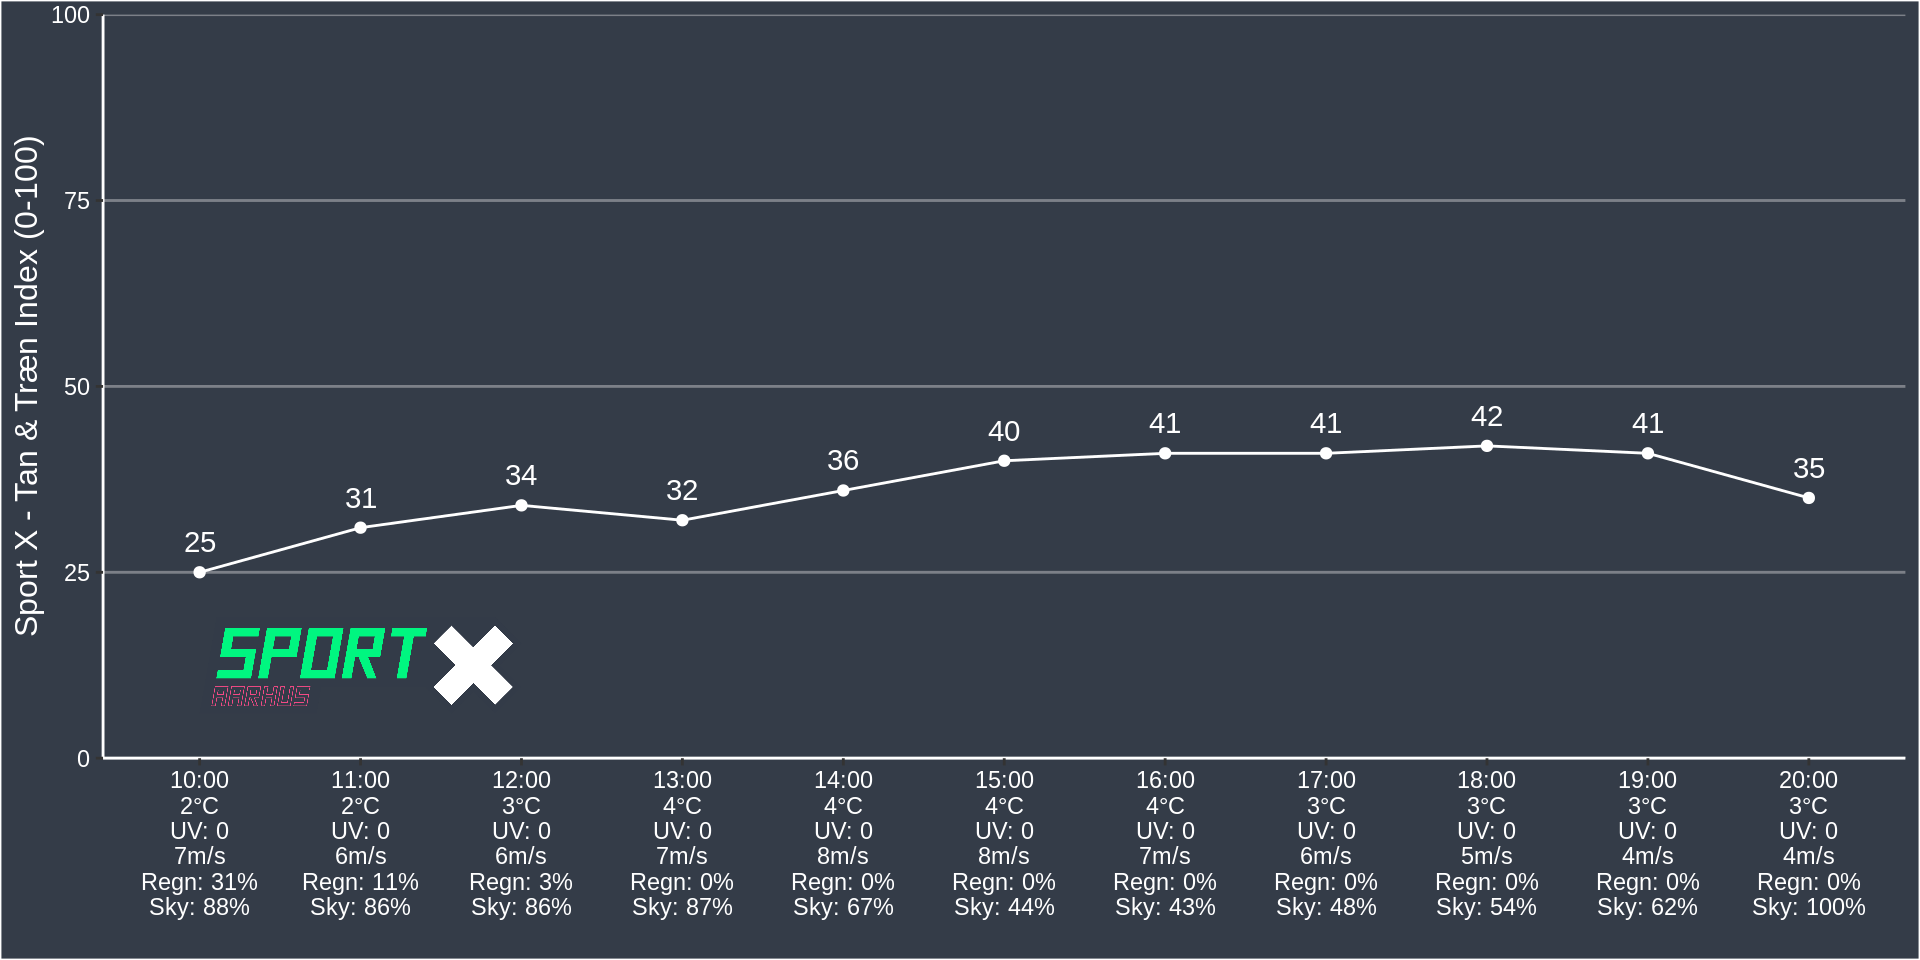 Sport X - Tan & Træn Index (0-100)
100
75
50
25
0
25
31
34
32
36
40
41
41
42
41
35
SPORT X
AARHUS
10:00 11:00 12:00 13:00 14:00 15:00 16:00 17:00 18:00 19:00 20:00
2°C 2°C 3°C 4°C 4°C 4°C 4°C 3°C 3°C 3°C 3°C
UV: 0 UV: 0 UV: 0 UV: 0 UV: 0 UV: 0 UV: 0 UV: 0 UV: 0 UV: 0 UV: 0
7m/s 6m/s 6m/s 7m/s 8m/s 8m/s 7m/s 6m/s 5m/s 4m/s 4m/s
Regn: 31% Regn: 11% Regn: 3% Regn: 0% Regn: 0% Regn: 0% Regn: 0% Regn: 0% Regn: 0% Regn: 0% Regn: 0%
Sky: 88% Sky: 86% Sky: 86% Sky: 87% Sky: 67% Sky: 44% Sky: 43% Sky: 48% Sky: 54% Sky: 62% Sky: 100%